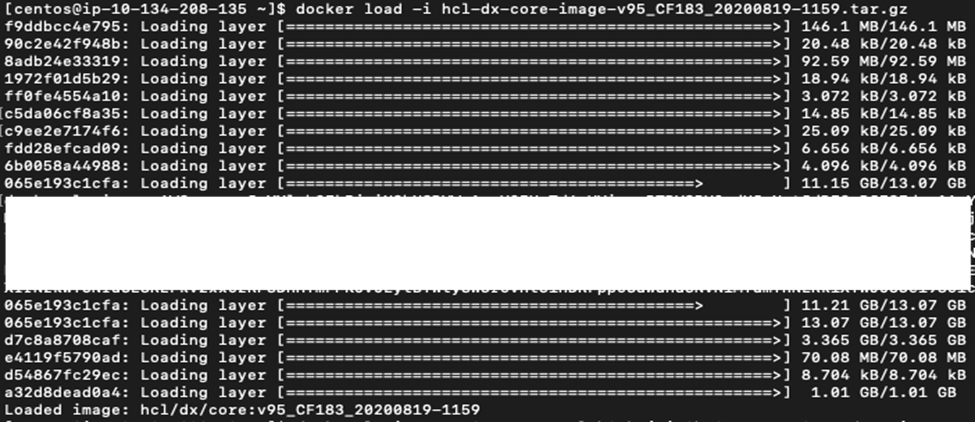 [centos@ip-10-134-208-135 ~]$ docker load -i hcl-dx-core-image-v95_CF183_20200819-1159.tar.gz
f9ddbcc4e795: Loading layer [==================================================>] 146.1 MB/146.1 MB
90c2e42f948b: Loading layer [==================================================>] 20.48 kB/20.48 kB
8adb24e33319: Loading layer [==================================================>] 92.59 MB/92.59 MB
1972f01d5b29: Loading layer [==================================================>] 18.94 kB/18.94 kB
ff0fe4554a10: Loading layer [==================================================>] 3.072 kB/3.072 kB
c5da06cf8a35: Loading layer [==================================================>] 14.85 kB/14.85 kB
c9ee2e7174f6: Loading layer [==================================================>] 25.09 kB/25.09 kB
fdd28efcad09: Loading layer [==================================================>] 6.656 kB/6.656 kB
6b0058a44988: Loading layer [==================================================>] 4.096 kB/4.096 kB
065e193c1cfa: Loading layer [==========================================>        ] 11.15 GB/13.07 GB
065e193c1cfa: Loading layer [==========================================>        ] 11.21 GB/13.07 GB
065e193c1cfa: Loading layer [==================================================>] 13.07 GB/13.07 GB
d7c8a8708caf: Loading layer [==================================================>] 3.365 GB/3.365 GB
e4119f5790ad: Loading layer [==================================================>] 70.08 MB/70.08 MB
d54867fc29ec: Loading layer [==================================================>] 8.704 kB/8.704 kB
a32d8dead0a4: Loading layer [==================================================>] 1.01 GB/1.01 GB
Loaded image: hcl/dx/core:v95_CF183_20200819-1159